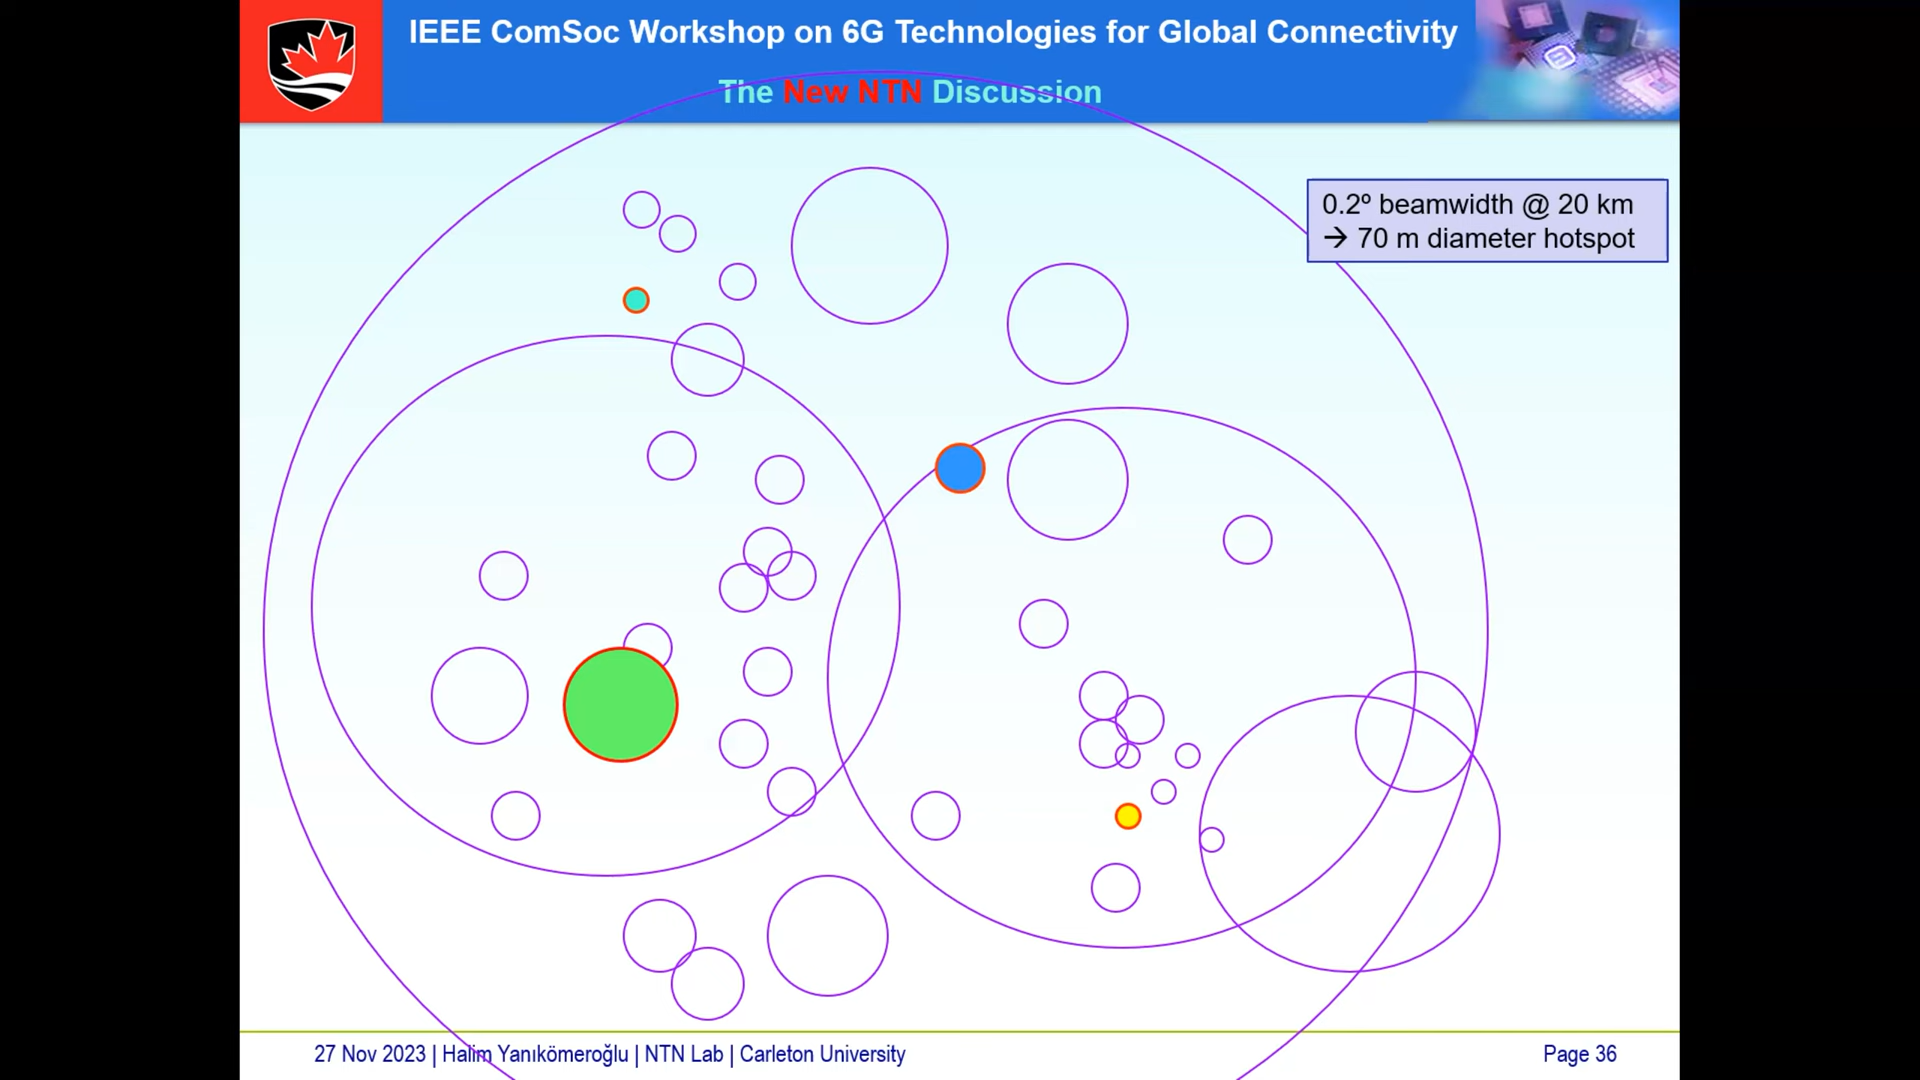 IEEE ComSoc Workshop on 6G Technologies for Global Connectivity
The New NTN Discussion
0.2º beamwidth @ 20 km
→ 70 m diameter hotspot
27 Nov 2023 | Halim Yanıkömeroğlu | NTN Lab | Carleton University
Page 36